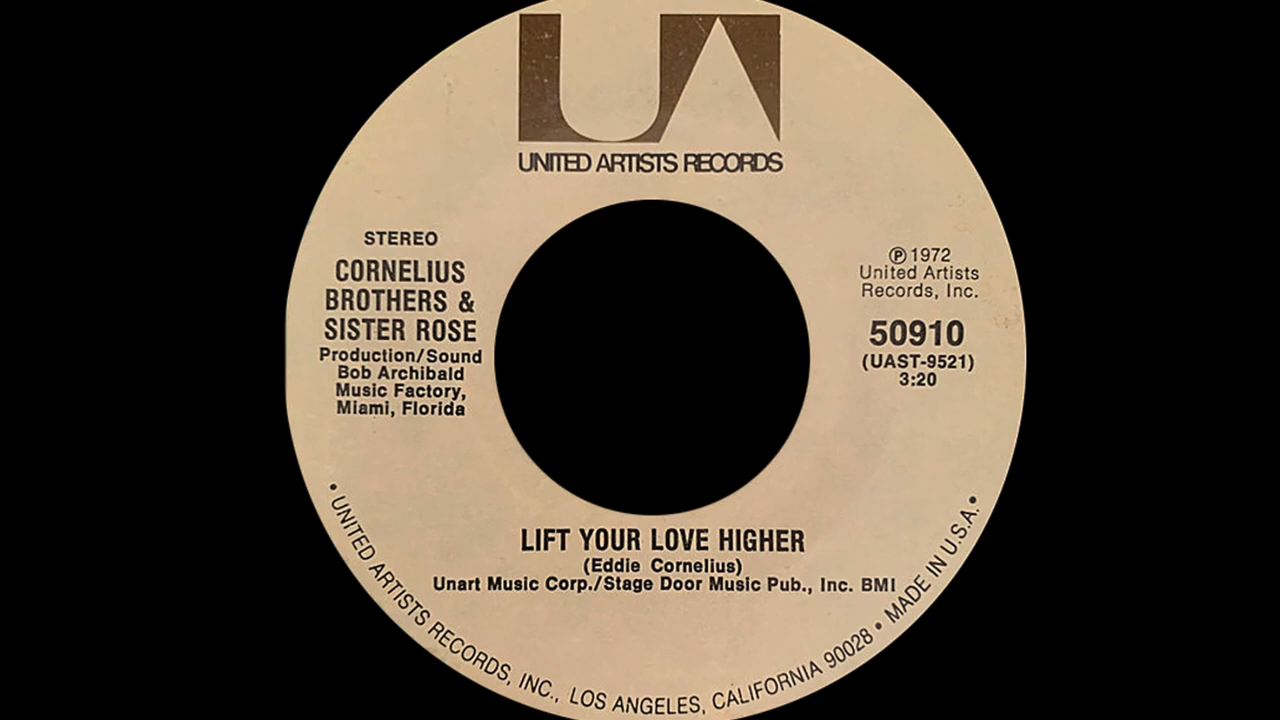 UA
UNITED ARTISTS RECORDS
STEREO
CORNELIUS
BROTHERS &
SISTER ROSE
Production/Sound
Bob Archibald
Music Factory,
Miami, Florida
℗ 1972
United Artists
Records, Inc.
50910
(UAST-9521)
3:20
LIFT YOUR LOVE HIGHER
(Eddie Cornelius)
Unart Music Corp./Stage Door Music Pub., Inc. BMI
• UNITED ARTISTS RECORDS, INC., LOS ANGELES, CALIFORNIA 90028 • MADE IN U.S.A. •